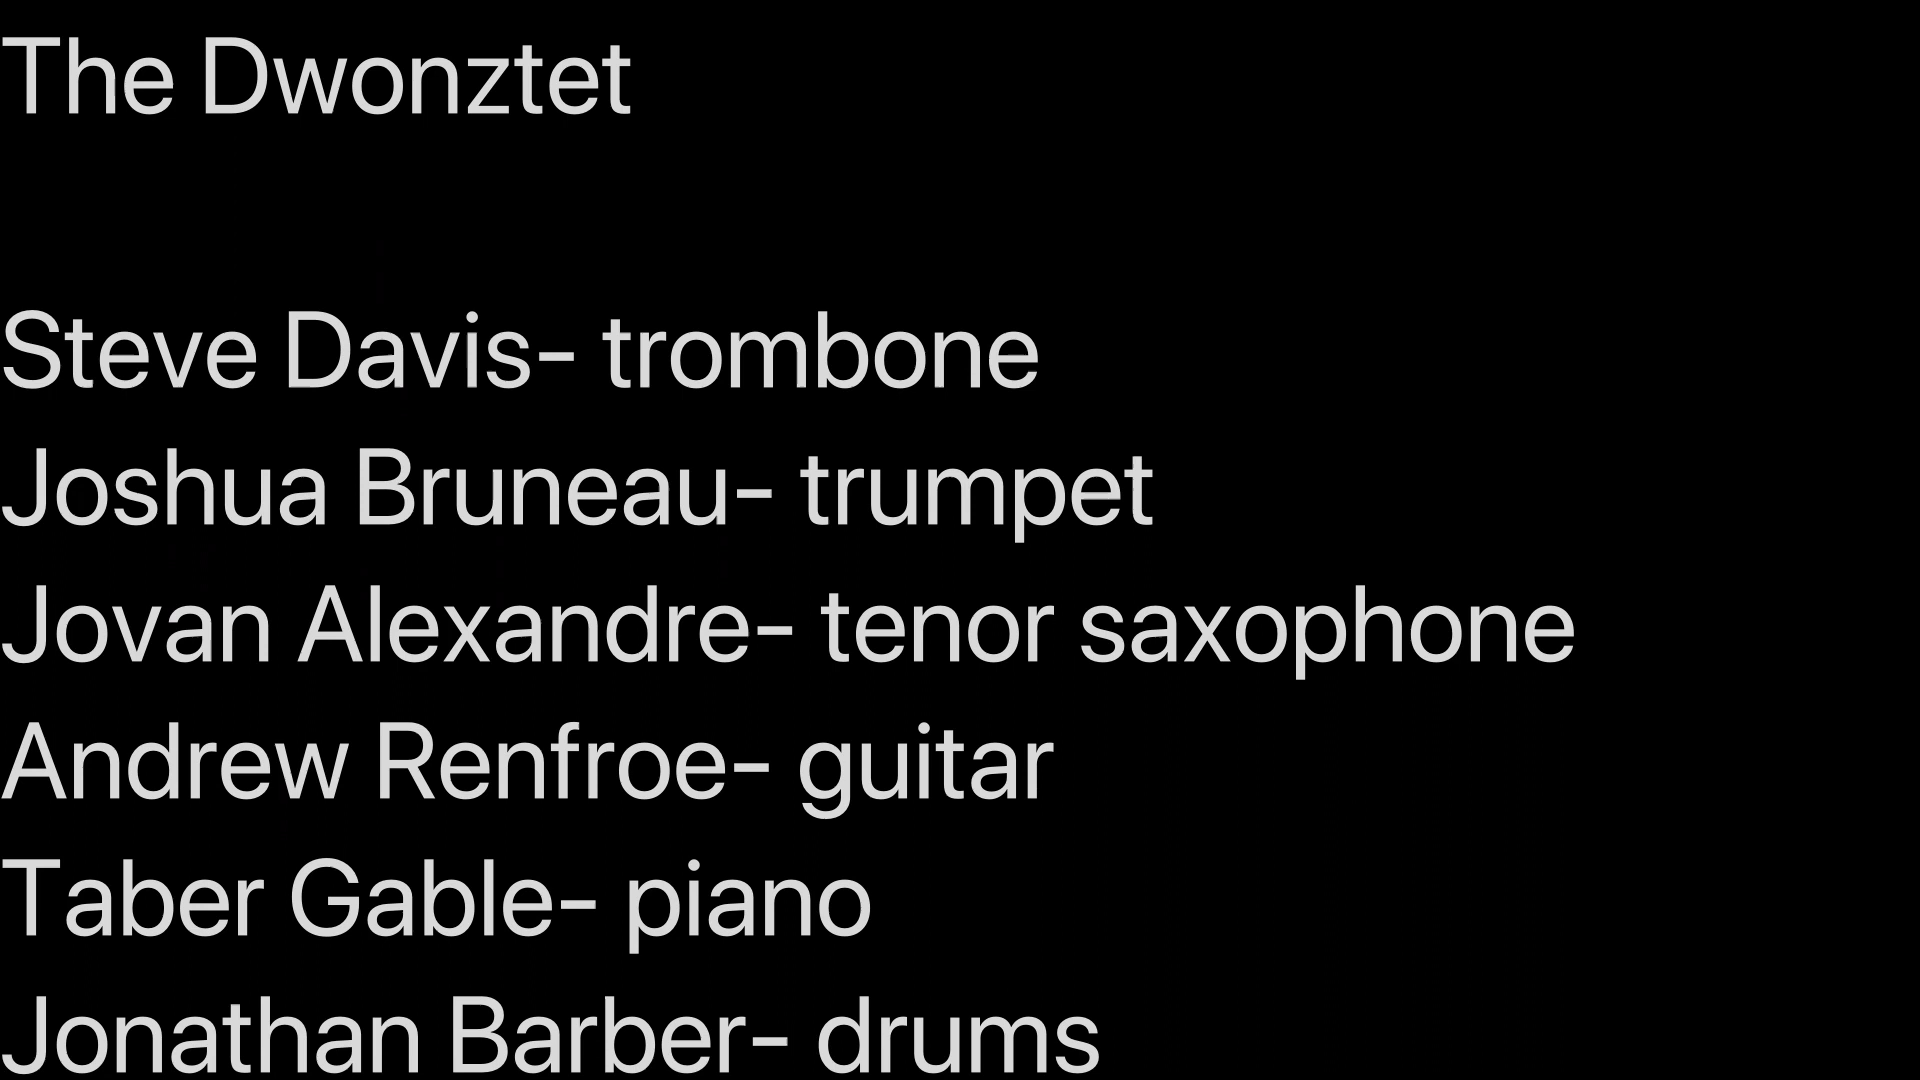 The Dwonztet
Steve Davis- trombone
Joshua Bruneau- trumpet
Jovan Alexandre- tenor saxophone
Andrew Renfroe- guitar
Taber Gable- piano
Jonathan Barber- drums